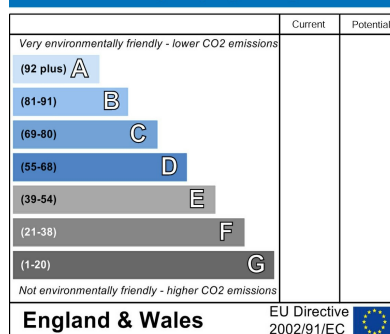 Current Potential
Very environmentally friendly - lower CO2 emissions
(92 plus) A
(81-91) B
(69-80) C
(55-68) D
(39-54) E
(21-38) F
(1-20) G
Not environmentally friendly - higher CO2 emissions
England & Wales
EU Directive
2002/91/EC